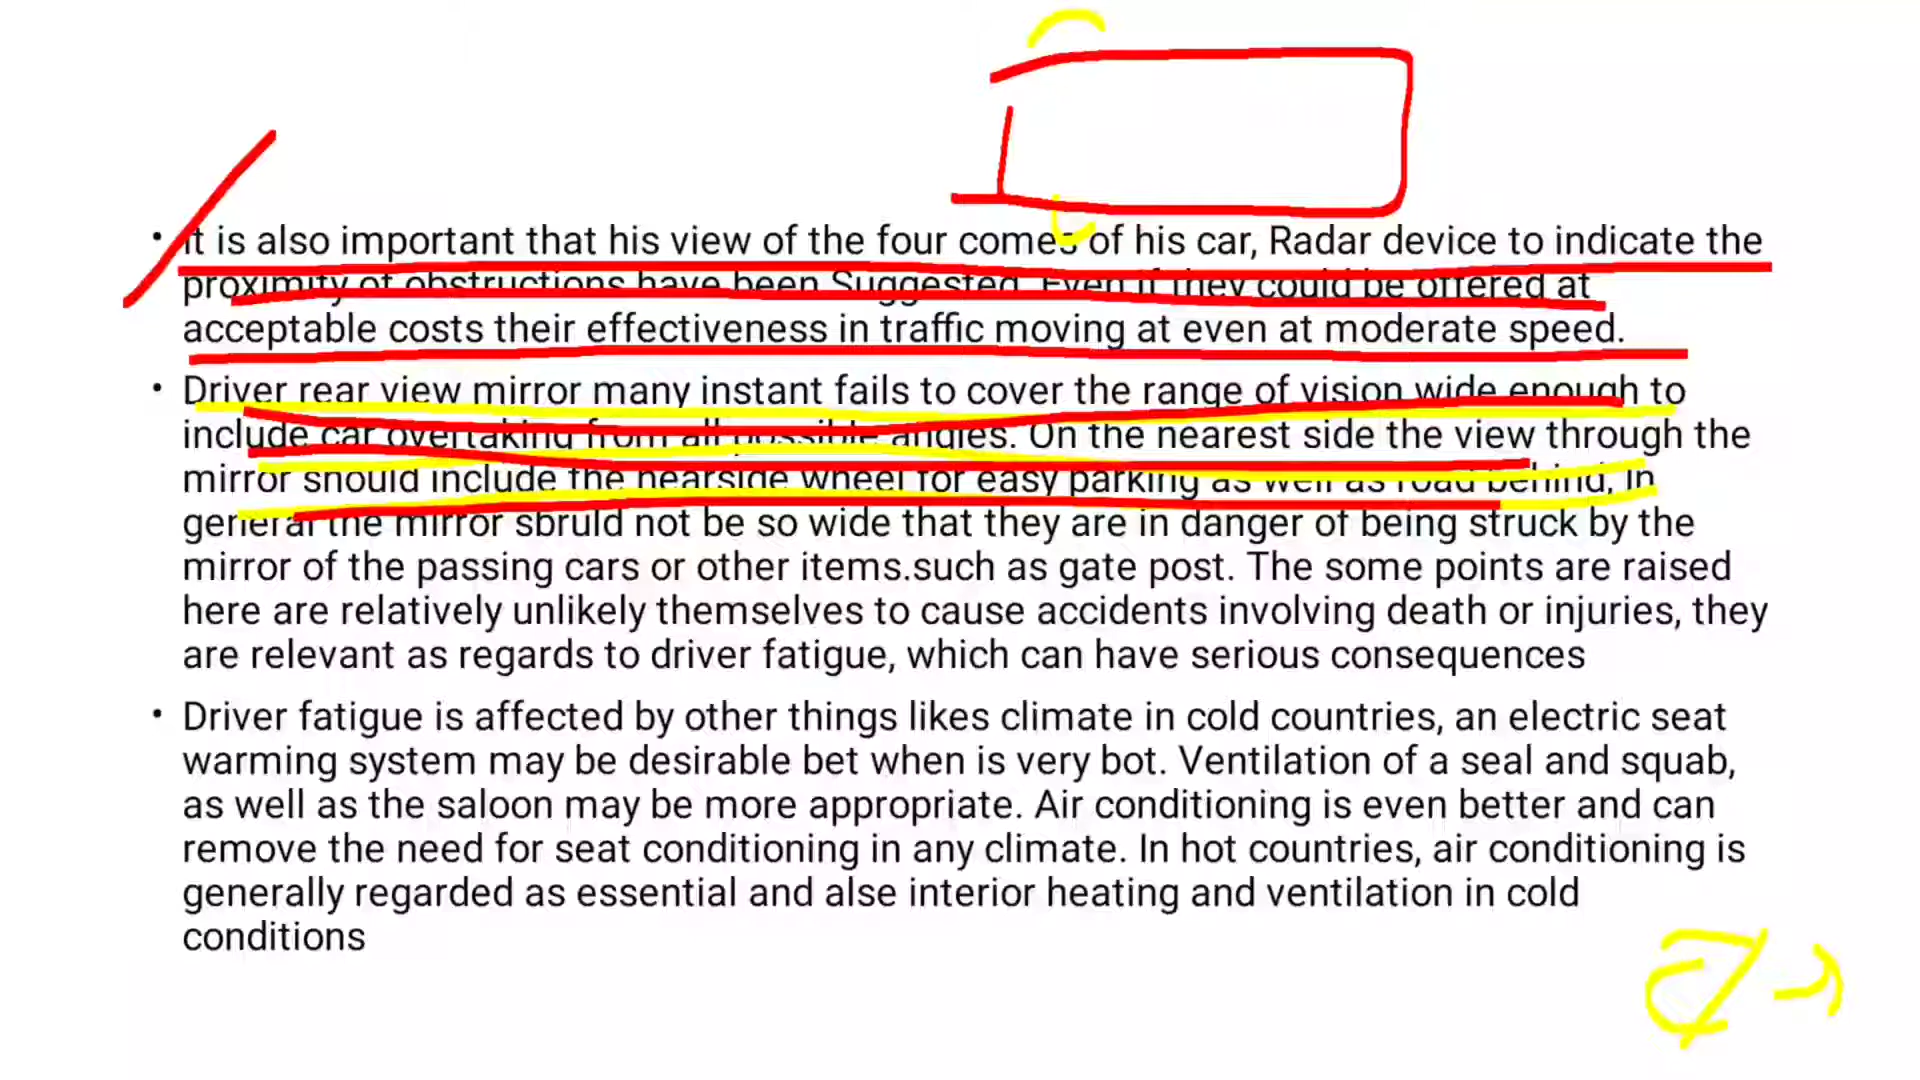 • It is also important that his view of the four comes of his car, Radar device to indicate the
proximity of obstructions have been Suggested. Even if they could be offered at
acceptable costs their effectiveness in traffic moving at even at moderate speed.
• Driver rear view mirror many instant fails to cover the range of vision wide enough to
include car overtaking from all possible angles. On the nearest side the view through the
mirror should include the nearside wheel for easy parking as well as road behind, In
general the mirror sbruld not be so wide that they are in danger of being struck by the
mirror of the passing cars or other items.such as gate post. The some points are raised
here are relatively unlikely themselves to cause accidents involving death or injuries, they
are relevant as regards to driver fatigue, which can have serious consequences
• Driver fatigue is affected by other things likes climate in cold countries, an electric seat
warming system may be desirable bet when is very bot. Ventilation of a seal and squab,
as well as the saloon may be more appropriate. Air conditioning is even better and can
remove the need for seat conditioning in any climate. In hot countries, air conditioning is
generally regarded as essential and alse interior heating and ventilation in cold
conditions